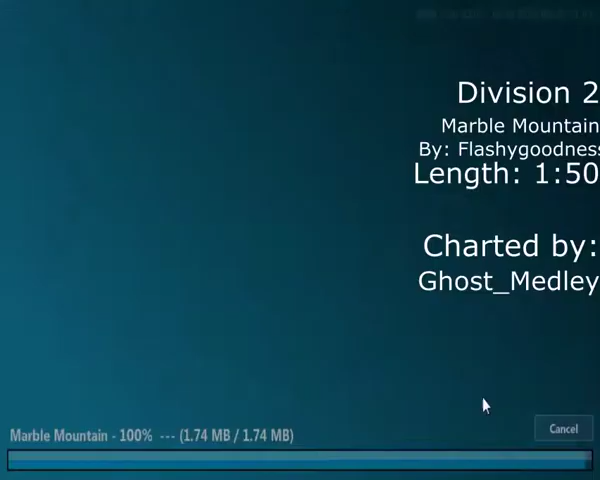 Division 2
Marble Mountain
By: Flashygoodness
Length: 1:50
Charted by:
Ghost_Medley
Cancel
Marble Mountain - 100% --- (1.74 MB / 1.74 MB)